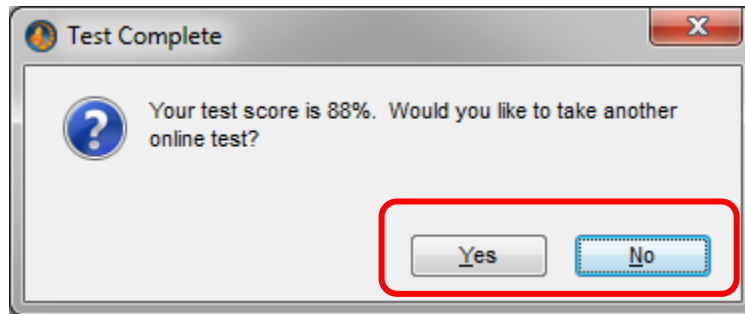 Test Complete
Your test score is 88%.  Would you like to take another
online test?
Yes
No